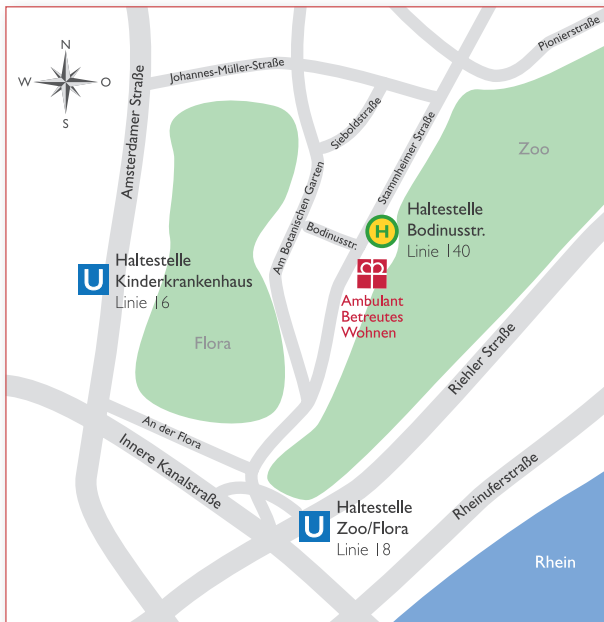 N
W
O
S
Pionierstraße
Johannes-Müller-Straße
Amsterdamer Straße
Sieboldstraße
Stammheimer Straße
Zoo
Am Botanischen Garten
Bodinusstr.
H
Haltestelle
Bodinusstr.
Linie 140
U
Haltestelle
Kinderkrankenhaus
Linie 16
Ambulant
Betreutes
Wohnen
Flora
Riehler Straße
An der Flora
Innere Kanalstraße
Rheinuferstraße
U
Haltestelle
Zoo/Flora
Linie 18
Rhein